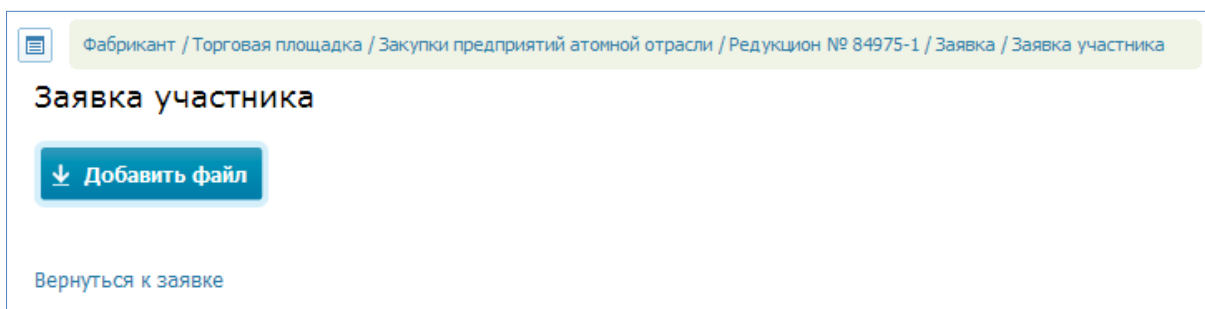 Фабрикант / Торговая площадка / Закупки предприятий атомной отрасли / Редукцион № 84975-1 / Заявка / Заявка участника
Заявка участника
Добавить файл
Вернуться к заявке